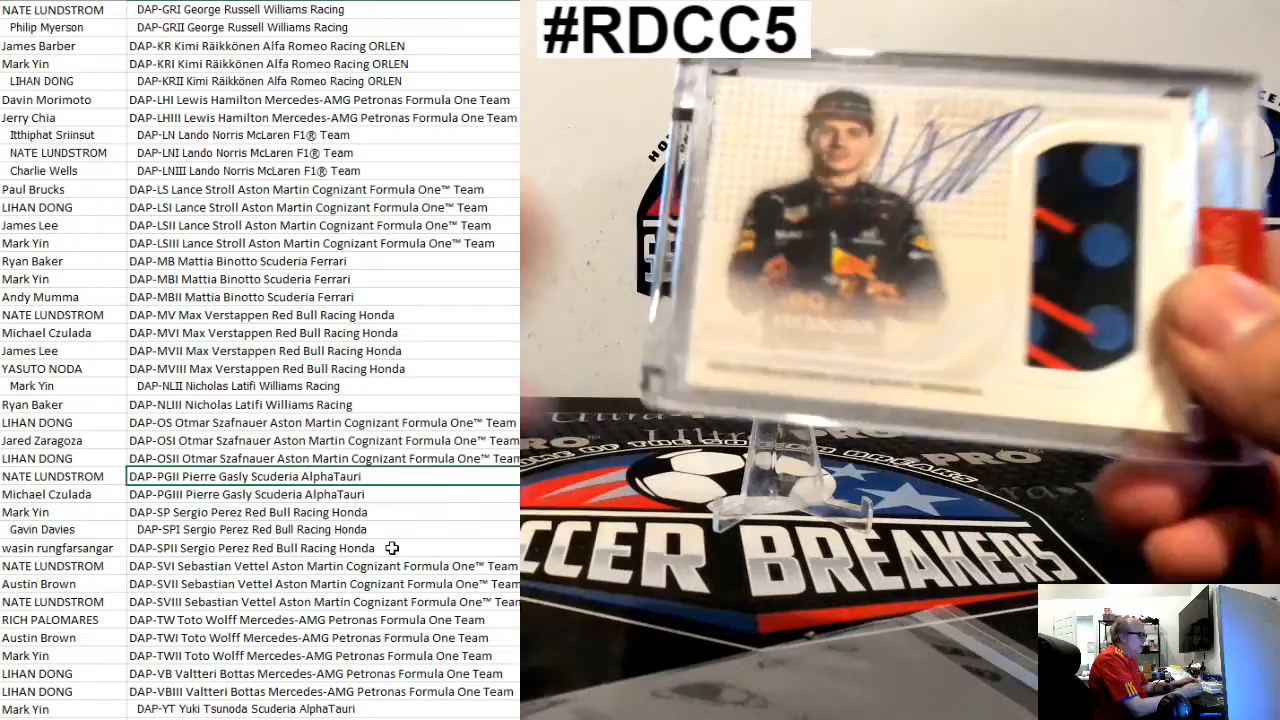 #RDCC5
NATE LUNDSTROM DAP-GRI George Russell Williams Racing
Philip Myerson DAP-GRII George Russell Williams Racing
James Barber DAP-KR Kimi Räikkönen Alfa Romeo Racing ORLEN
Mark Yin DAP-KRI Kimi Räikkönen Alfa Romeo Racing ORLEN
LIHAN DONG DAP-KRII Kimi Räikkönen Alfa Romeo Racing ORLEN
Davin Morimoto DAP-LHI Lewis Hamilton Mercedes-AMG Petronas Formula One Team
Jerry Chia DAP-LHIII Lewis Hamilton Mercedes-AMG Petronas Formula One Team
Itthiphat Sriinsut DAP-LN Lando Norris McLaren F1® Team
NATE LUNDSTROM DAP-LNI Lando Norris McLaren F1® Team
Charlie Wells DAP-LNIII Lando Norris McLaren F1® Team
Paul Brucks DAP-LS Lance Stroll Aston Martin Cognizant Formula One™ Team
LIHAN DONG DAP-LSI Lance Stroll Aston Martin Cognizant Formula One™ Team
James Lee DAP-LSII Lance Stroll Aston Martin Cognizant Formula One™ Team
Mark Yin DAP-LSIII Lance Stroll Aston Martin Cognizant Formula One™ Team
Ryan Baker DAP-MB Mattia Binotto Scuderia Ferrari
Mark Yin DAP-MBI Mattia Binotto Scuderia Ferrari
Andy Mumma DAP-MBII Mattia Binotto Scuderia Ferrari
NATE LUNDSTROM DAP-MV Max Verstappen Red Bull Racing Honda
Michael Czulada DAP-MVI Max Verstappen Red Bull Racing Honda
James Lee DAP-MVII Max Verstappen Red Bull Racing Honda
YASUTO NODA DAP-MVIII Max Verstappen Red Bull Racing Honda
Mark Yin DAP-NLII Nicholas Latifi Williams Racing
Ryan Baker DAP-NLIII Nicholas Latifi Williams Racing
LIHAN DONG DAP-OS Otmar Szafnauer Aston Martin Cognizant Formula One™ Team
Jared Zaragoza DAP-OSI Otmar Szafnauer Aston Martin Cognizant Formula One™ Team
LIHAN DONG DAP-OSII Otmar Szafnauer Aston Martin Cognizant Formula One™ Team
NATE LUNDSTROM DAP-PGII Pierre Gasly Scuderia AlphaTauri
Michael Czulada DAP-PGIII Pierre Gasly Scuderia AlphaTauri
Mark Yin DAP-SP Sergio Perez Red Bull Racing Honda
Gavin Davies DAP-SPI Sergio Perez Red Bull Racing Honda
wasin rungfarsangar DAP-SPII Sergio Perez Red Bull Racing Honda
NATE LUNDSTROM DAP-SVI Sebastian Vettel Aston Martin Cognizant Formula One™ Team
Austin Brown DAP-SVII Sebastian Vettel Aston Martin Cognizant Formula One™ Team
NATE LUNDSTROM DAP-SVIII Sebastian Vettel Aston Martin Cognizant Formula One™ Team
RICH PALOMARES DAP-TW Toto Wolff Mercedes-AMG Petronas Formula One Team
Austin Brown DAP-TWI Toto Wolff Mercedes-AMG Petronas Formula One Team
Mark Yin DAP-TWII Toto Wolff Mercedes-AMG Petronas Formula One Team
LIHAN DONG DAP-VB Valtteri Bottas Mercedes-AMG Petronas Formula One Team
LIHAN DONG DAP-VBIII Valtteri Bottas Mercedes-AMG Petronas Formula One Team
Mark Yin DAP-YT Yuki Tsunoda Scuderia AlphaTauri
CCER BREAKERS